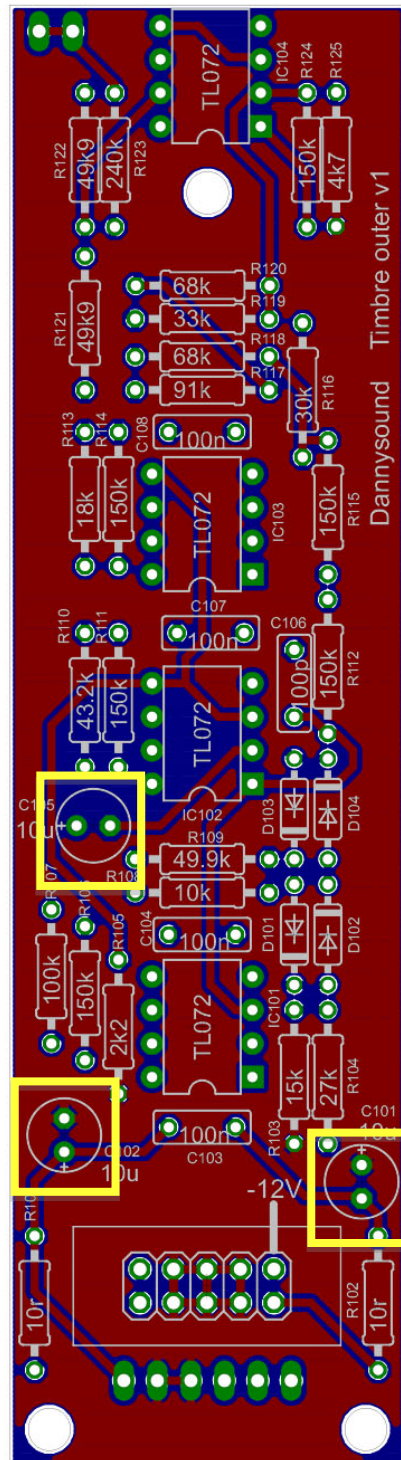 TL072
IC104
R124
R125
R122
49k9
240k
R123
150k
4k7
R121
49k9
68k
R120
33k
R119
68k
R118
91k
R117
30k
R116
Timbre outer v1
Dannysound
R113
R114
C108
100n
18k
150k
TL072
IC103
150k
R115
R110
R111
C107
100n
C106
100p
43.2k
150k
TL072
IC102
150k
R112
C105
10u+
D103
D104
R109
49.9k
R108
10k
R105
C104
100n
D101
D102
100k
150k
2k2
TL072
IC101
15k
27k
R104
R103
C101
10u
+
C102
10u
+
100n
C103
-12V
10r
R102
10r